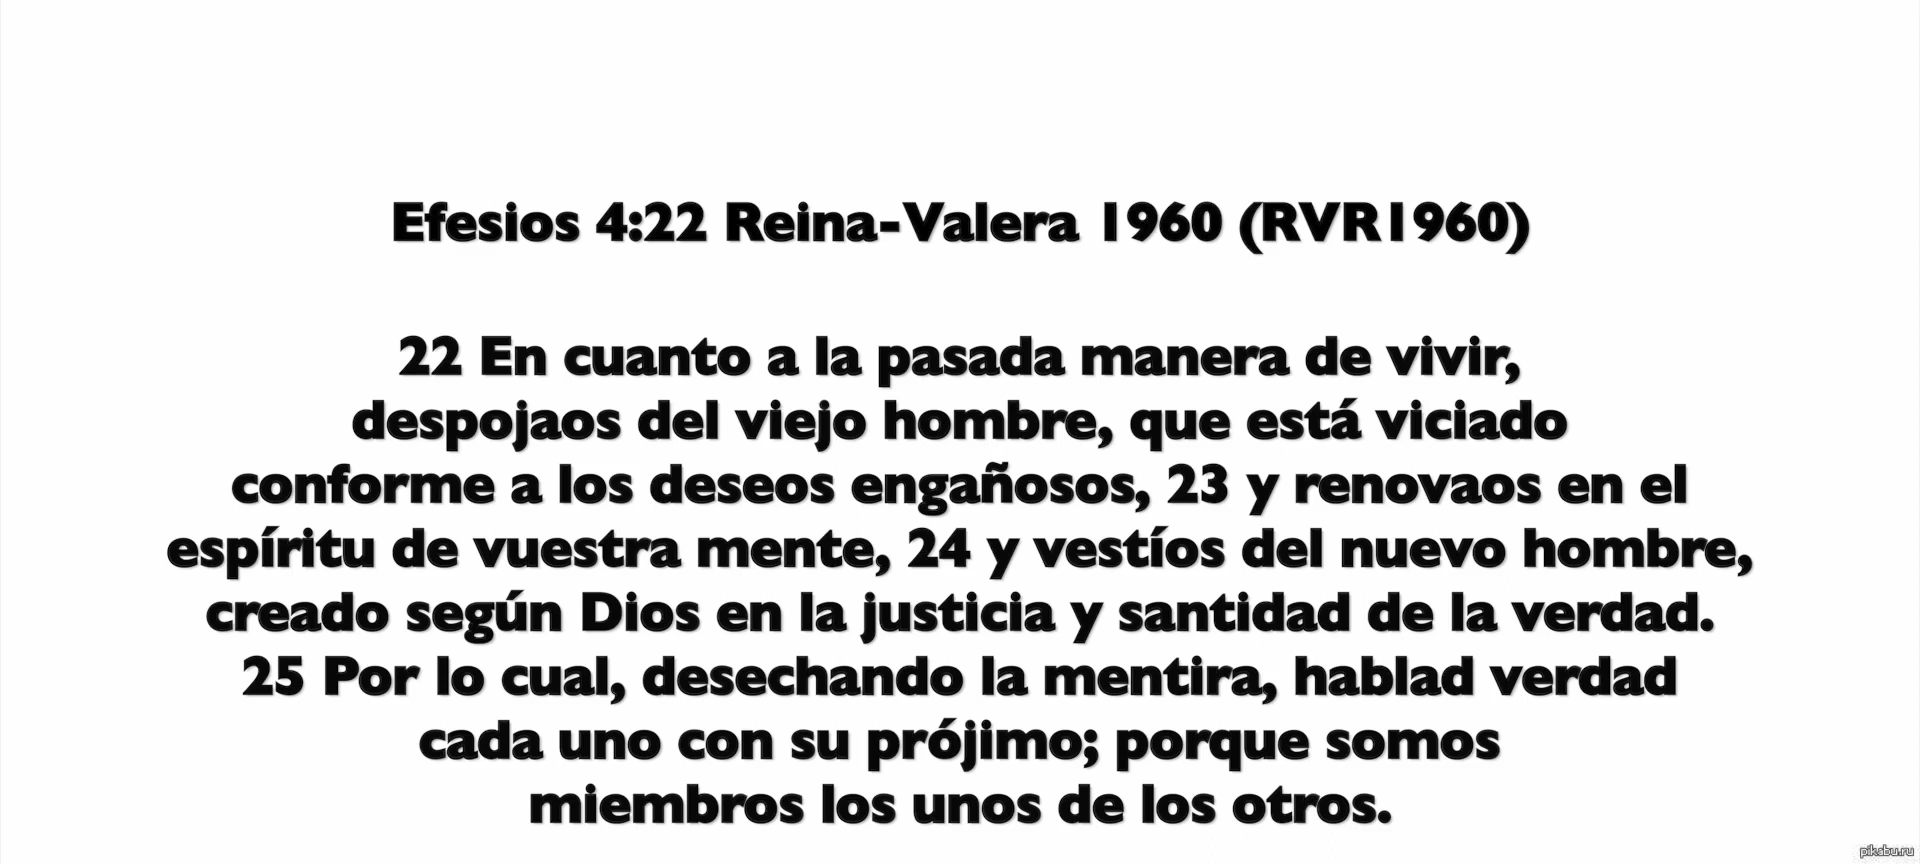 Efesios 4:22 Reina-Valera 1960 (RVR1960)
22 En cuanto a la pasada manera de vivir,
despojaos del viejo hombre, que está viciado
conforme a los deseos engañosos, 23 y renovaos en el
espíritu de vuestra mente, 24 y vestíos del nuevo hombre,
creado según Dios en la justicia y santidad de la verdad.
25 Por lo cual, desechando la mentira, hablad verdad
cada uno con su prójimo; porque somos
miembros los unos de los otros.
pikabu.ru